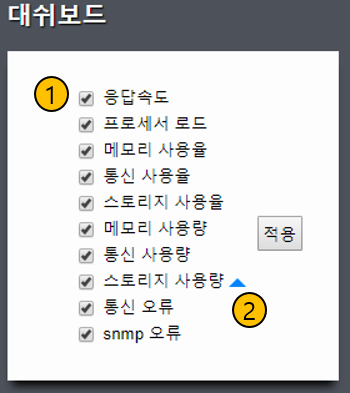 대쉬보드
1
응답속도
프로세서 로드
메모리 사용율
통신 사용율
스토리지 사용율
메모리 사용량
적용
통신 사용량
스토리지 사용량
2
통신 오류
snmp 오류